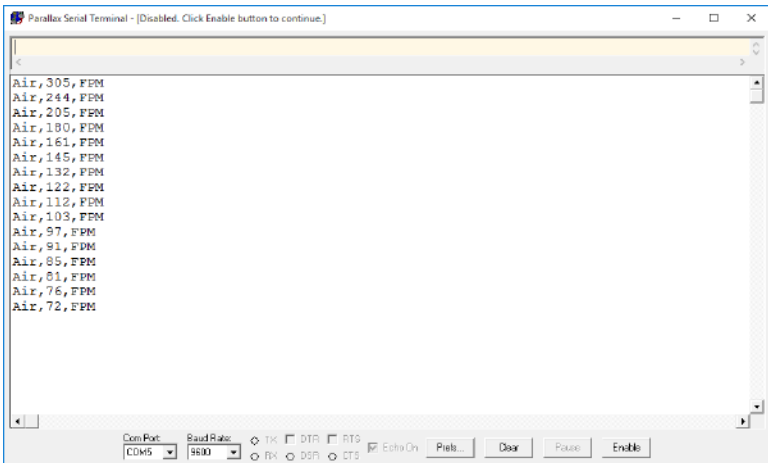 Parallax Serial Terminal - [Disabled. Click Enable button to continue.]
Air,305,FPM
Air,244,FPM
Air,205,FPM
Air,180,FPM
Air,161,FPM
Air,145,FPM
Air,132,FPM
Air,122,FPM
Air,112,FPM
Air,103,FPM
Air,97,FPM
Air,91,FPM
Air,85,FPM
Air,81,FPM
Air,76,FPM
Air,72,FPM
Com Port: Baud Rate: TX DTR RTS
COM5 9600 RX DSR CTS Echo On Prefs... Clear Pause Enable